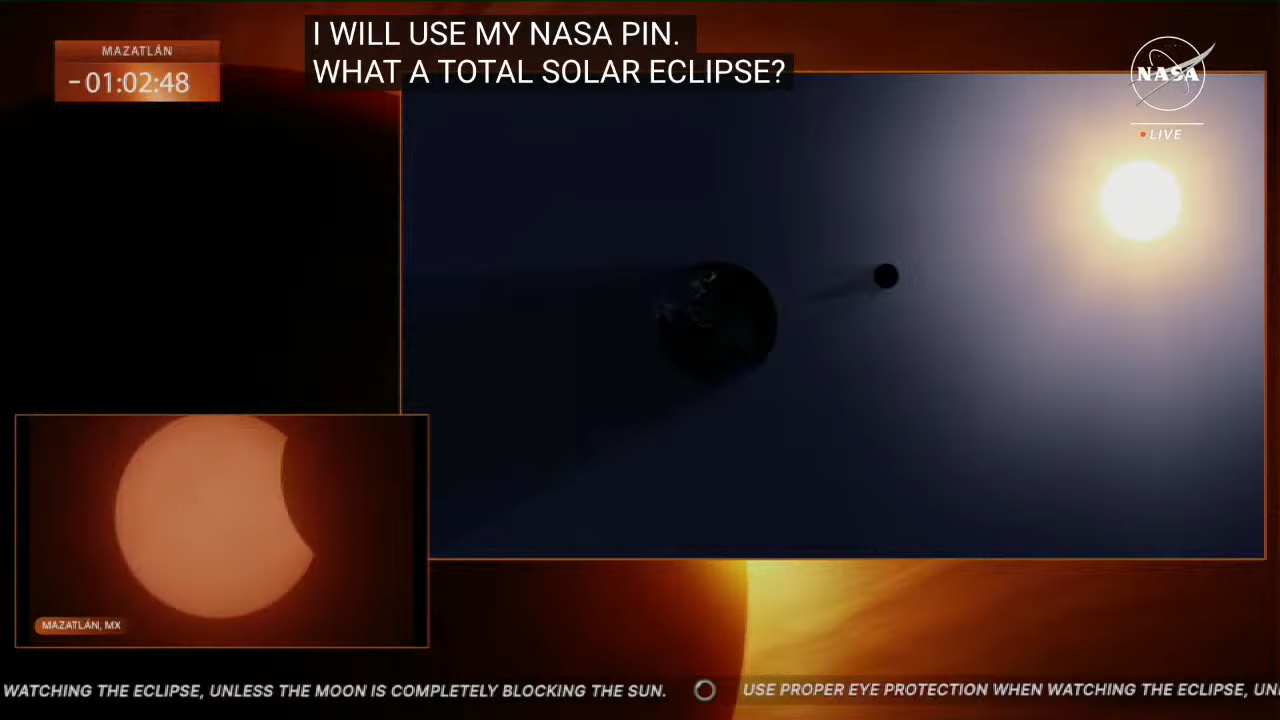 I WILL USE MY NASA PIN.
WHAT A TOTAL SOLAR ECLIPSE?
MAZATLÁN
-01:02:48
NASA
LIVE
MAZATLÁN, MX
WATCHING THE ECLIPSE, UNLESS THE MOON IS COMPLETELY BLOCKING THE SUN. USE PROPER EYE PROTECTION WHEN WATCHING THE ECLIPSE,